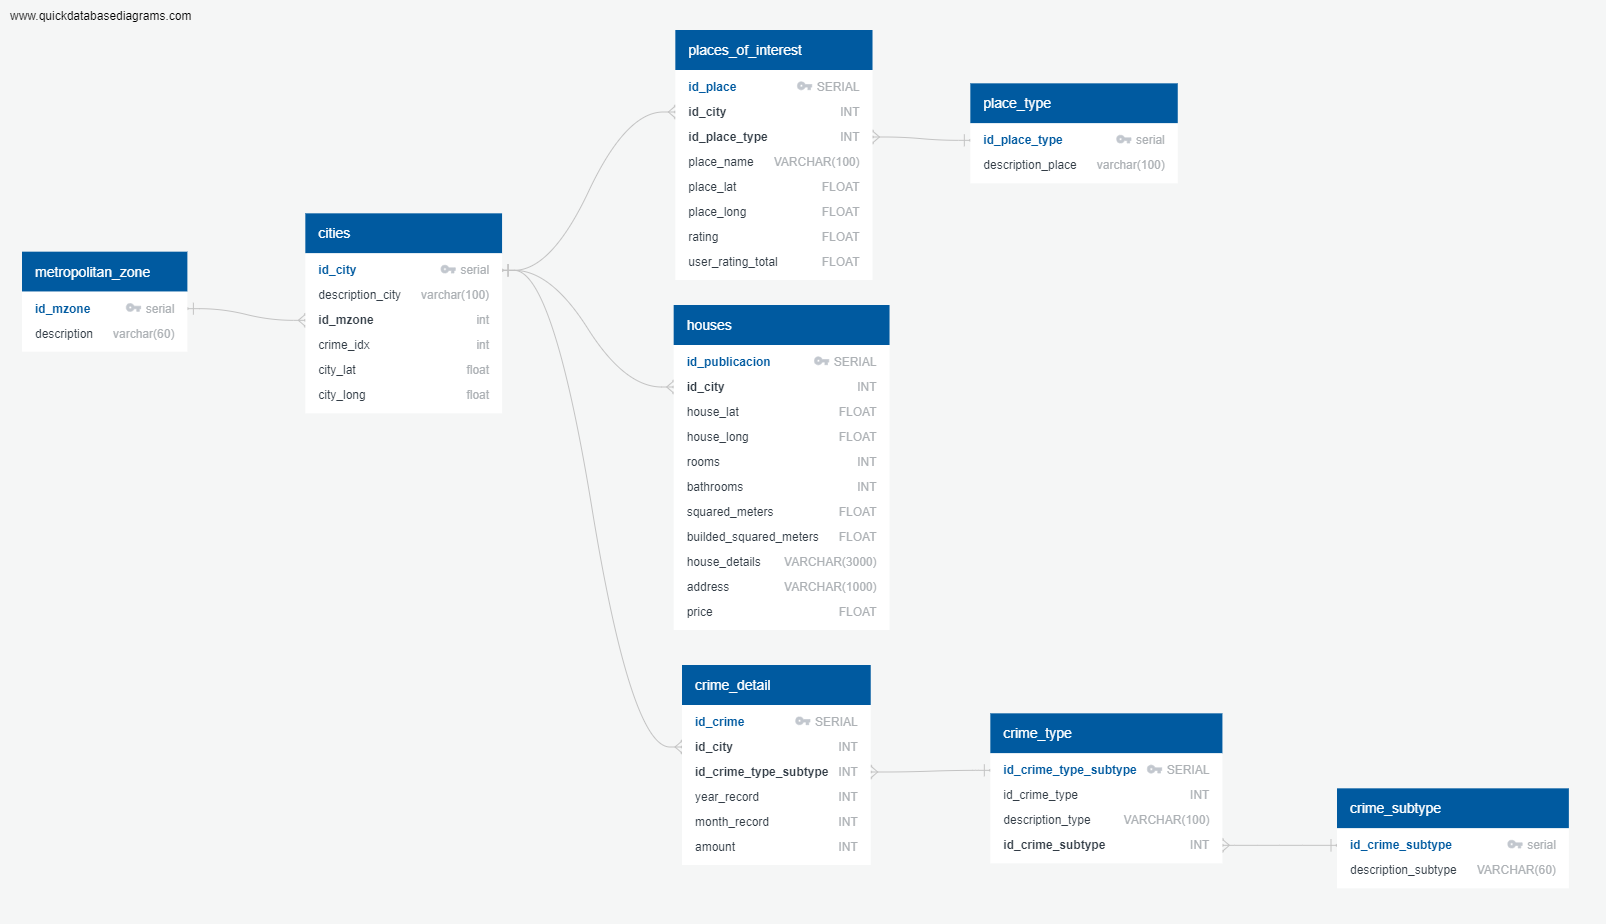 www.quickdatabasediagrams.com
metropolitan_zone
id_mzone serial
description varchar(60)
cities
id_city serial
description_city varchar(100)
id_mzone int
crime_idx int
city_lat float
city_long float
places_of_interest
id_place SERIAL
id_city INT
id_place_type INT
place_name VARCHAR(100)
place_lat FLOAT
place_long FLOAT
rating FLOAT
user_rating_total FLOAT
place_type
id_place_type serial
description_place varchar(100)
houses
id_publicacion SERIAL
id_city INT
house_lat FLOAT
house_long FLOAT
rooms INT
bathrooms INT
squared_meters FLOAT
builded_squared_meters FLOAT
house_details VARCHAR(3000)
address VARCHAR(1000)
price FLOAT
crime_detail
id_crime SERIAL
id_city INT
id_crime_type_subtype INT
year_record INT
month_record INT
amount INT
crime_type
id_crime_type_subtype SERIAL
id_crime_type INT
description_type VARCHAR(100)
id_crime_subtype INT
crime_subtype
id_crime_subtype serial
description_subtype VARCHAR(60)